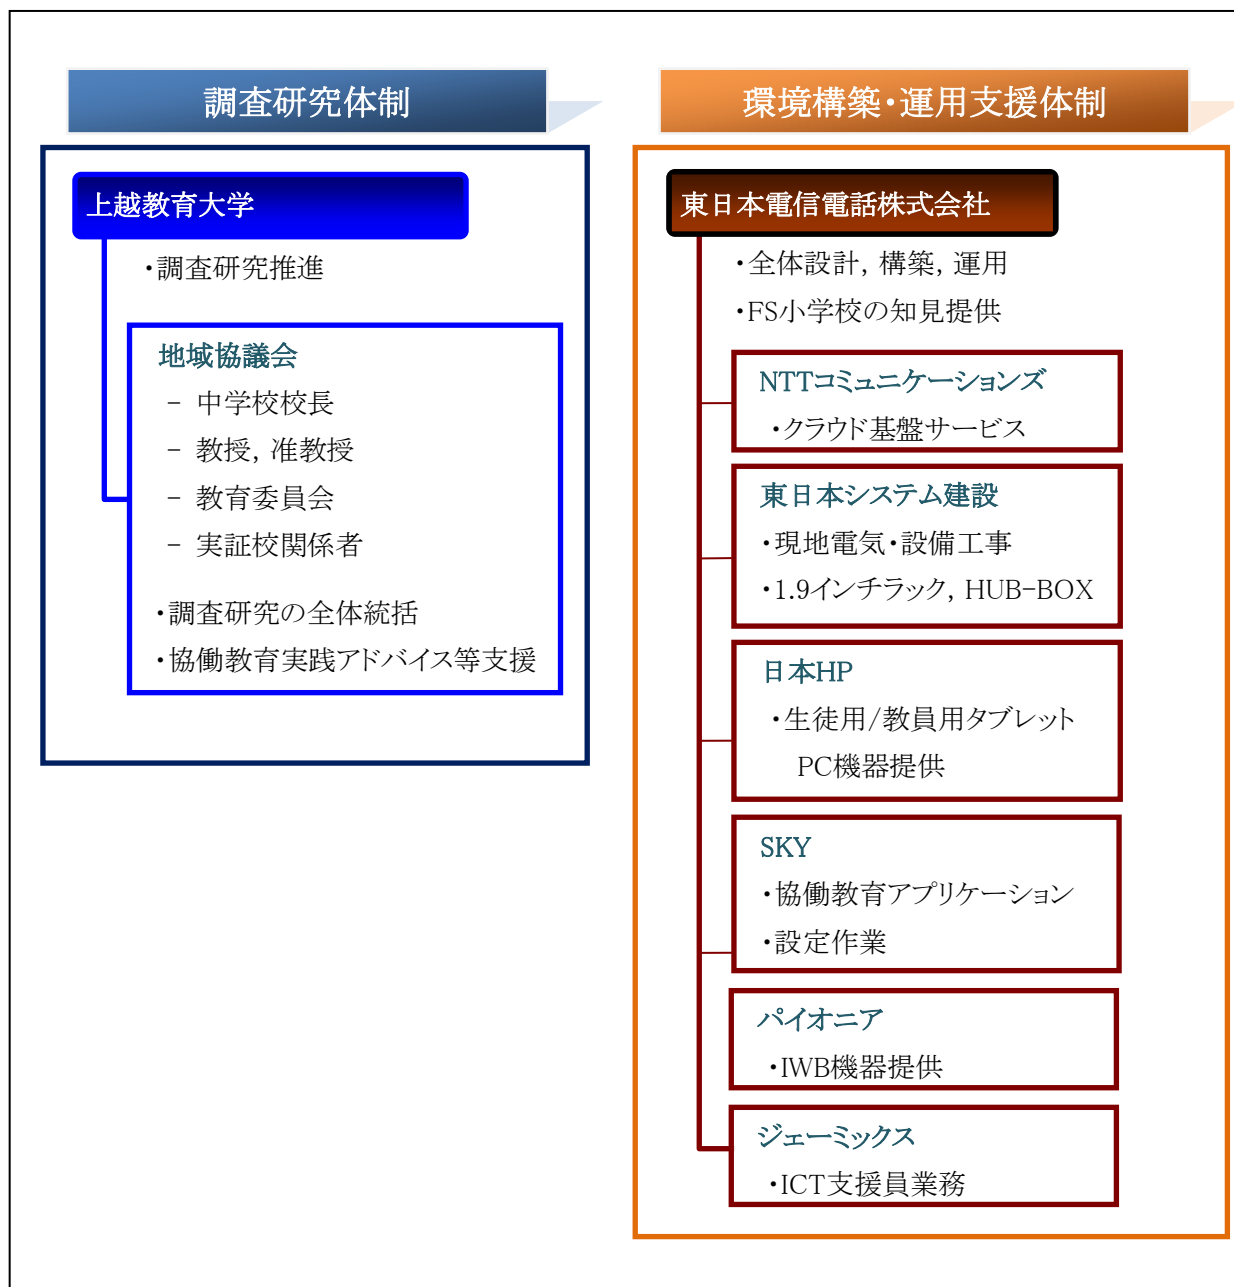 調査研究体制
上越教育大学
・調査研究推進
地域協議会
- 中学校校長
- 教授, 准教授
- 教育委員会
- 実証校関係者
・調査研究の全体統括
・協働教育実践アドバイス等支援
環境構築・運用支援体制
東日本電信電話株式会社
・全体設計, 構築, 運用
・FS小学校の知見提供
NTTコミュニケーションズ
・クラウド基盤サービス
東日本システム建設
・現地電気・設備工事
・1.9インチラック, HUB-BOX
日本HP
・生徒用/教員用タブレット
PC機器提供
SKY
・協働教育アプリケーション
・設定作業
パイオニア
・IWB機器提供
ジェーミックス
・ICT支援員業務